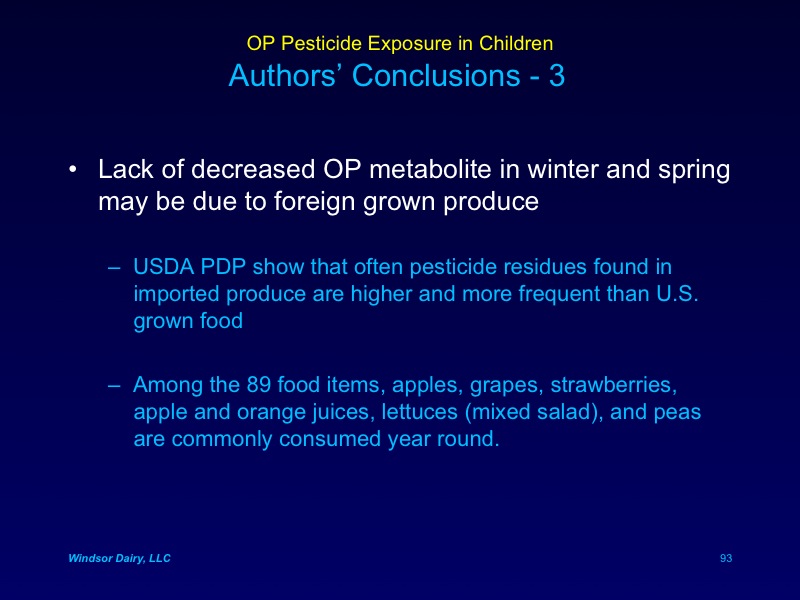 OP Pesticide Exposure in Children
Authors’ Conclusions - 3
• Lack of decreased OP metabolite in winter and spring
may be due to foreign grown produce
– USDA PDP show that often pesticide residues found in
imported produce are higher and more frequent than U.S.
grown food
– Among the 89 food items, apples, grapes, strawberries,
apple and orange juices, lettuces (mixed salad), and peas
are commonly consumed year round.
Windsor Dairy, LLC
93